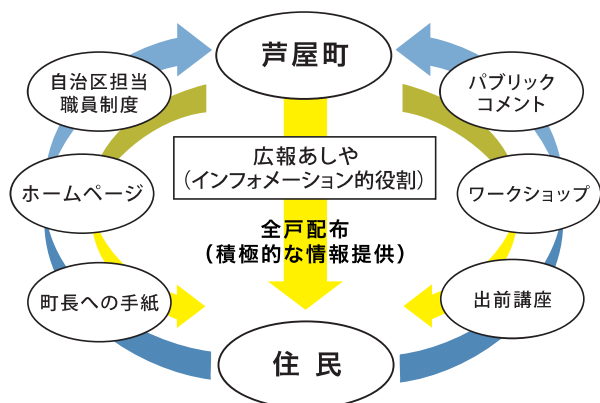 芦屋町
自治区担当
職員制度
パブリック
コメント
広報あしや
（インフォメーション的役割）
ホームページ
ワークショップ
全戸配布
（積極的な情報提供）
町長への手紙
出前講座
住民